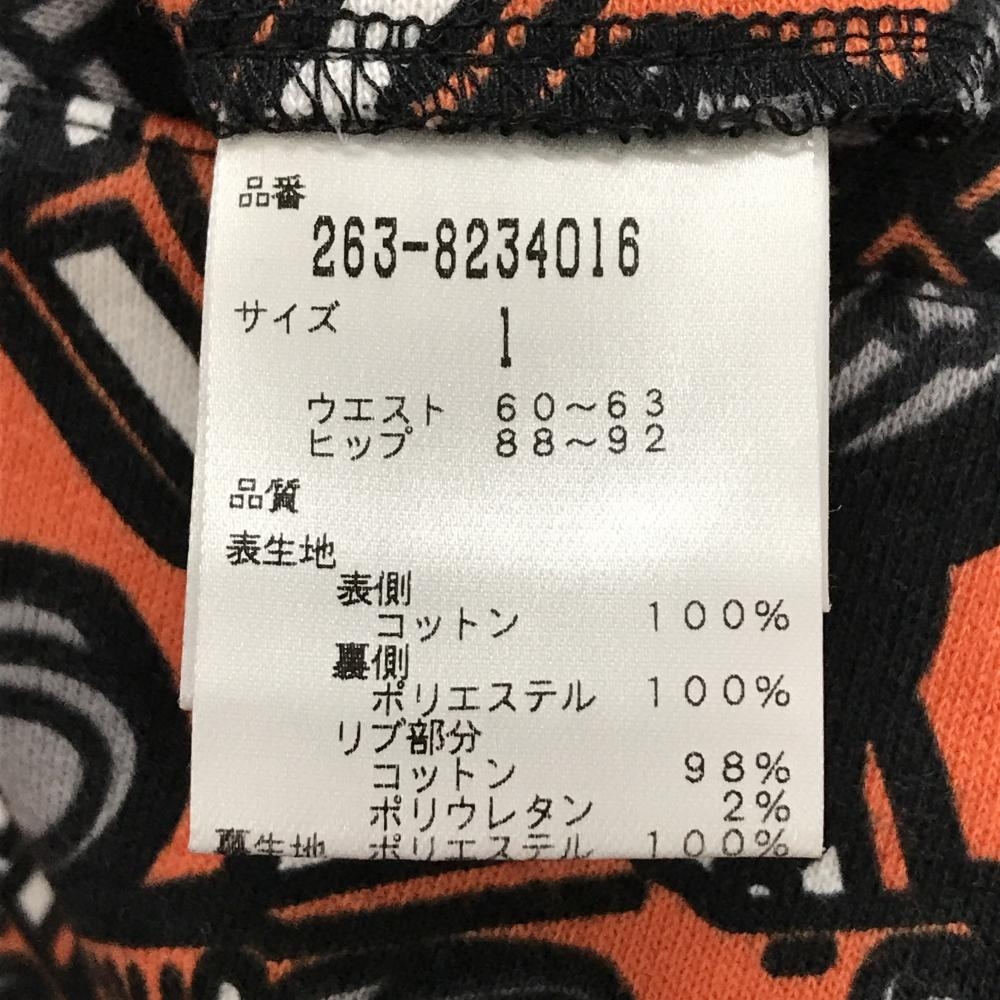 品番
263-8234016
サイズ
1
ウエスト 60～63
ヒップ 88～92
品質
表生地
表側
コットン 100%
裏側
ポリエステル 100%
リブ部分
コットン 98%
ポリウレタン 2%
裏生地 ポリエステル 100%